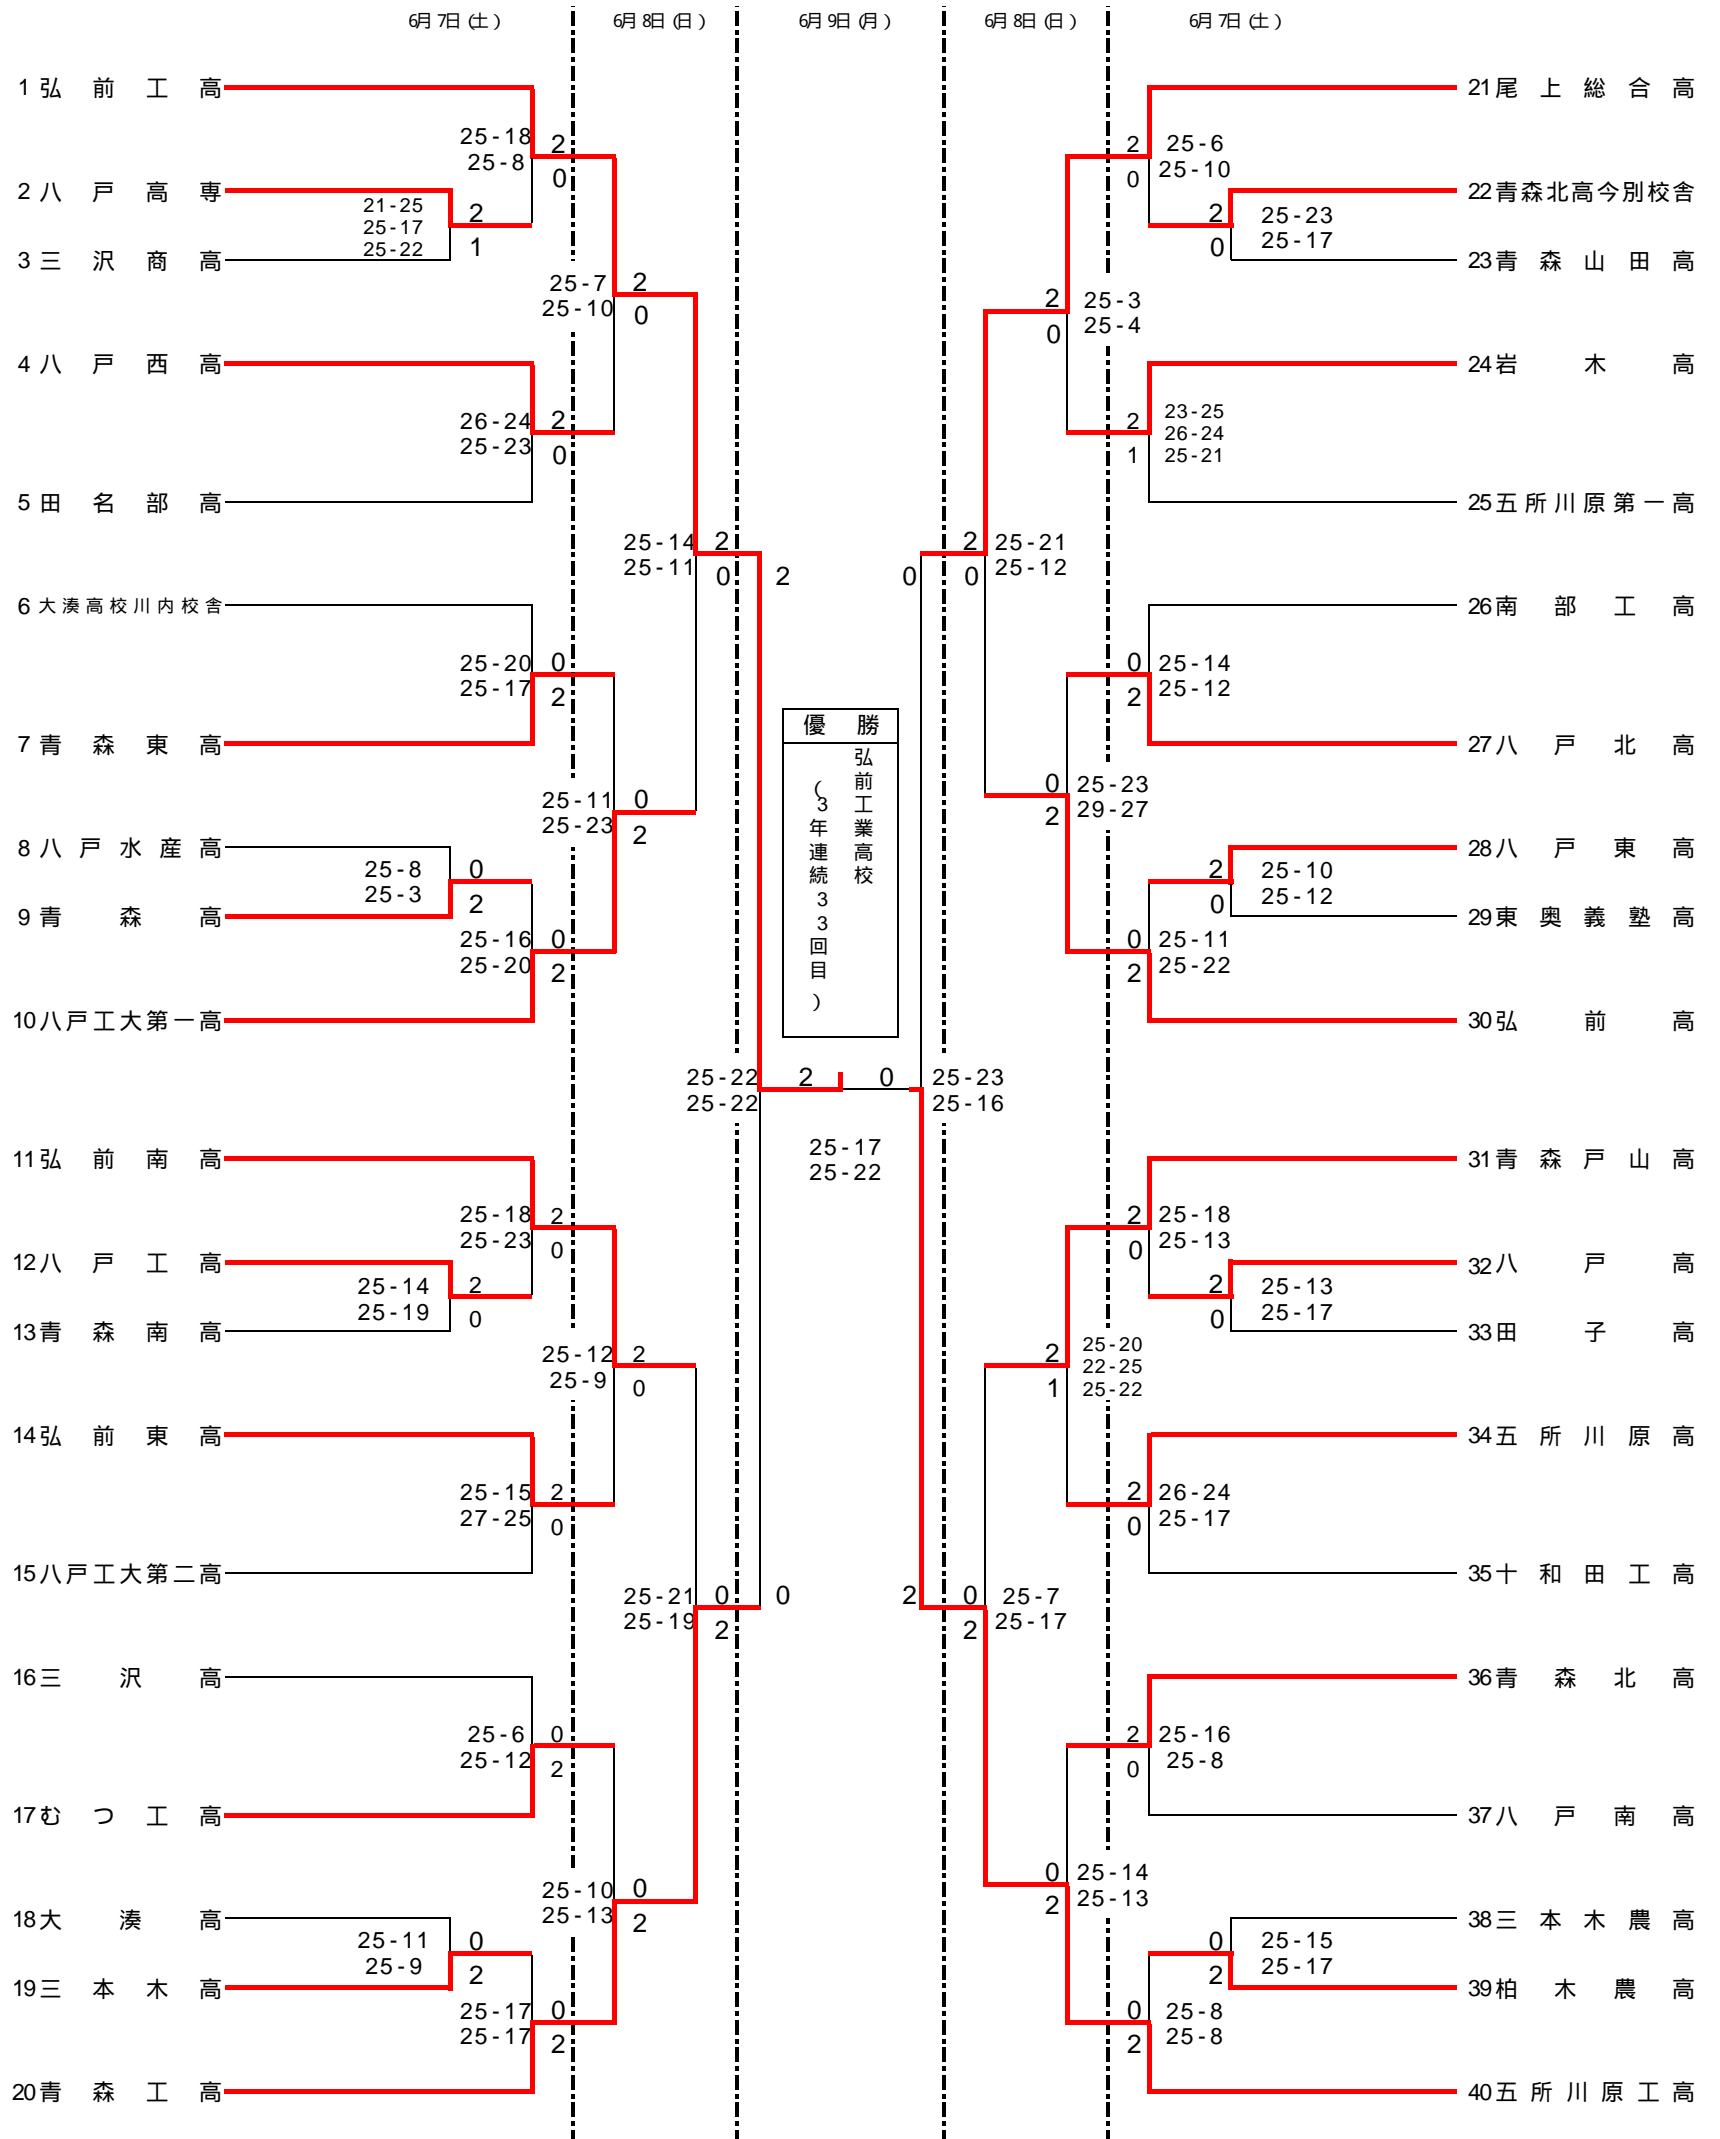 6月7日(土) 6月8日(日) 6月9日(月) 6月8日(日) 6月7日(土)
1 弘前工高
25-18 2
25-8 0
2 八戸高専
21-25 2
25-17
25-22 1
3 三沢商高
25-7 2
25-10 0
4 八戸西高
26-24 2
25-23 0
5 田名部高
25-14 2
25-11 0 2
6 大湊高校川内校舎
25-20 0
25-17 2
7 青森東高
25-11 0
25-23 2
8 八戸水産高
25-8 0
25-3 2
9 青森高
25-16 0
25-20 2
10 八戸工大第一高
25-22 2
25-22
11 弘前南高
25-18 2
25-23 0
12 八戸工高
25-14 2
25-19 0
13 青森南高
25-12 2
25-9 0
14 弘前東高
25-15 2
27-25 0
15 八戸工大第二高
25-21 0 0
25-19 2
16 三沢高
25-6 0
25-12 2
17 むつ工高
25-10 0
25-13 2
18 大湊高
25-11 0
25-9 2
19 三本木高
25-17 0
25-17 2
20 青森工高
優勝
弘前工業高校
(3年連続33回目)
25-17
25-22
21 尾上総合高
2 25-6
0 25-10
22 青森北高今別校舎
2 25-23
0 25-17
23 青森山田高
2 25-3
0 25-4
24 岩木高
2 23-25
26-24
1 25-21
25 五所川原第一高
2 25-21
0 0 25-12
26 南部工高
0 25-14
2 25-12
27 八戸北高
0 25-23
2 29-27
28 八戸東高
2 25-10
0 25-12
29 東奥義塾高
0 25-11
2 25-22
30 弘前高
0 25-23
25-16
31 青森戸山高
2 25-18
0 25-13
32 八戸高
2 25-13
0 25-17
33 田子高
2 25-20
22-25
1 25-22
34 五所川原高
2 26-24
0 25-17
35 十和田工高
2 0 25-7
2 25-17
36 青森北高
2 25-16
0 25-8
37 八戸南高
0 25-14
2 25-13
38 三本木農高
0 25-15
2 25-17
39 柏木農高
0 25-8
2 25-8
40 五所川原工高